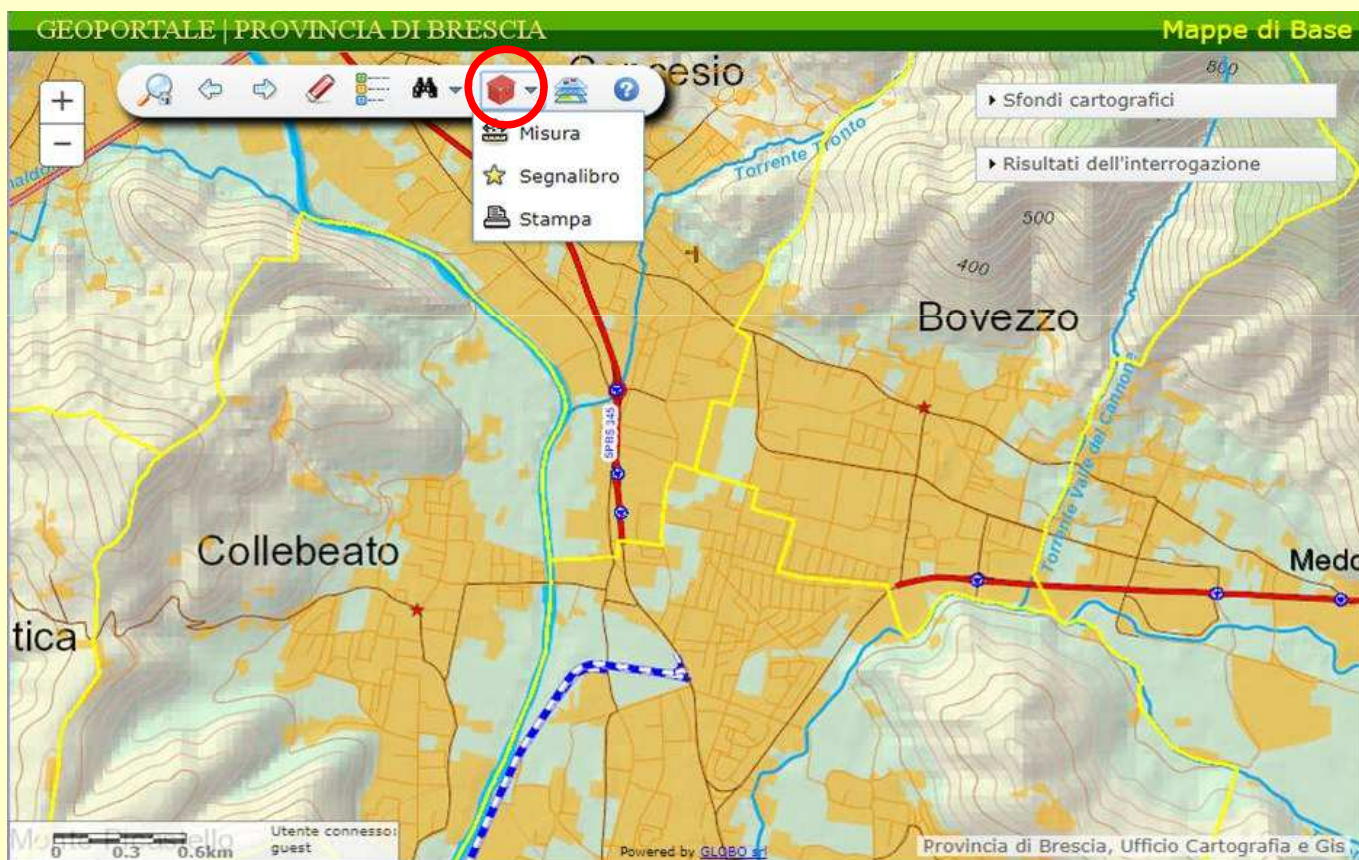 GEOPORTALE | PROVINCIA DI BRESCIA
Mappe di Base
+
−
Misura
Segnalibro
Stampa
Sfondi cartografici
Risultati dell'interrogazione
800
Torrente Tronto
500
400
Bovezzo
SPBS 345
Torrente Valle del Cannone
Collebeato
Medo
tica
0 0.3 0.6km
Utente connesso:
guest
Powered by GLOBO srl
Provincia di Brescia, Ufficio Cartografia e Gis